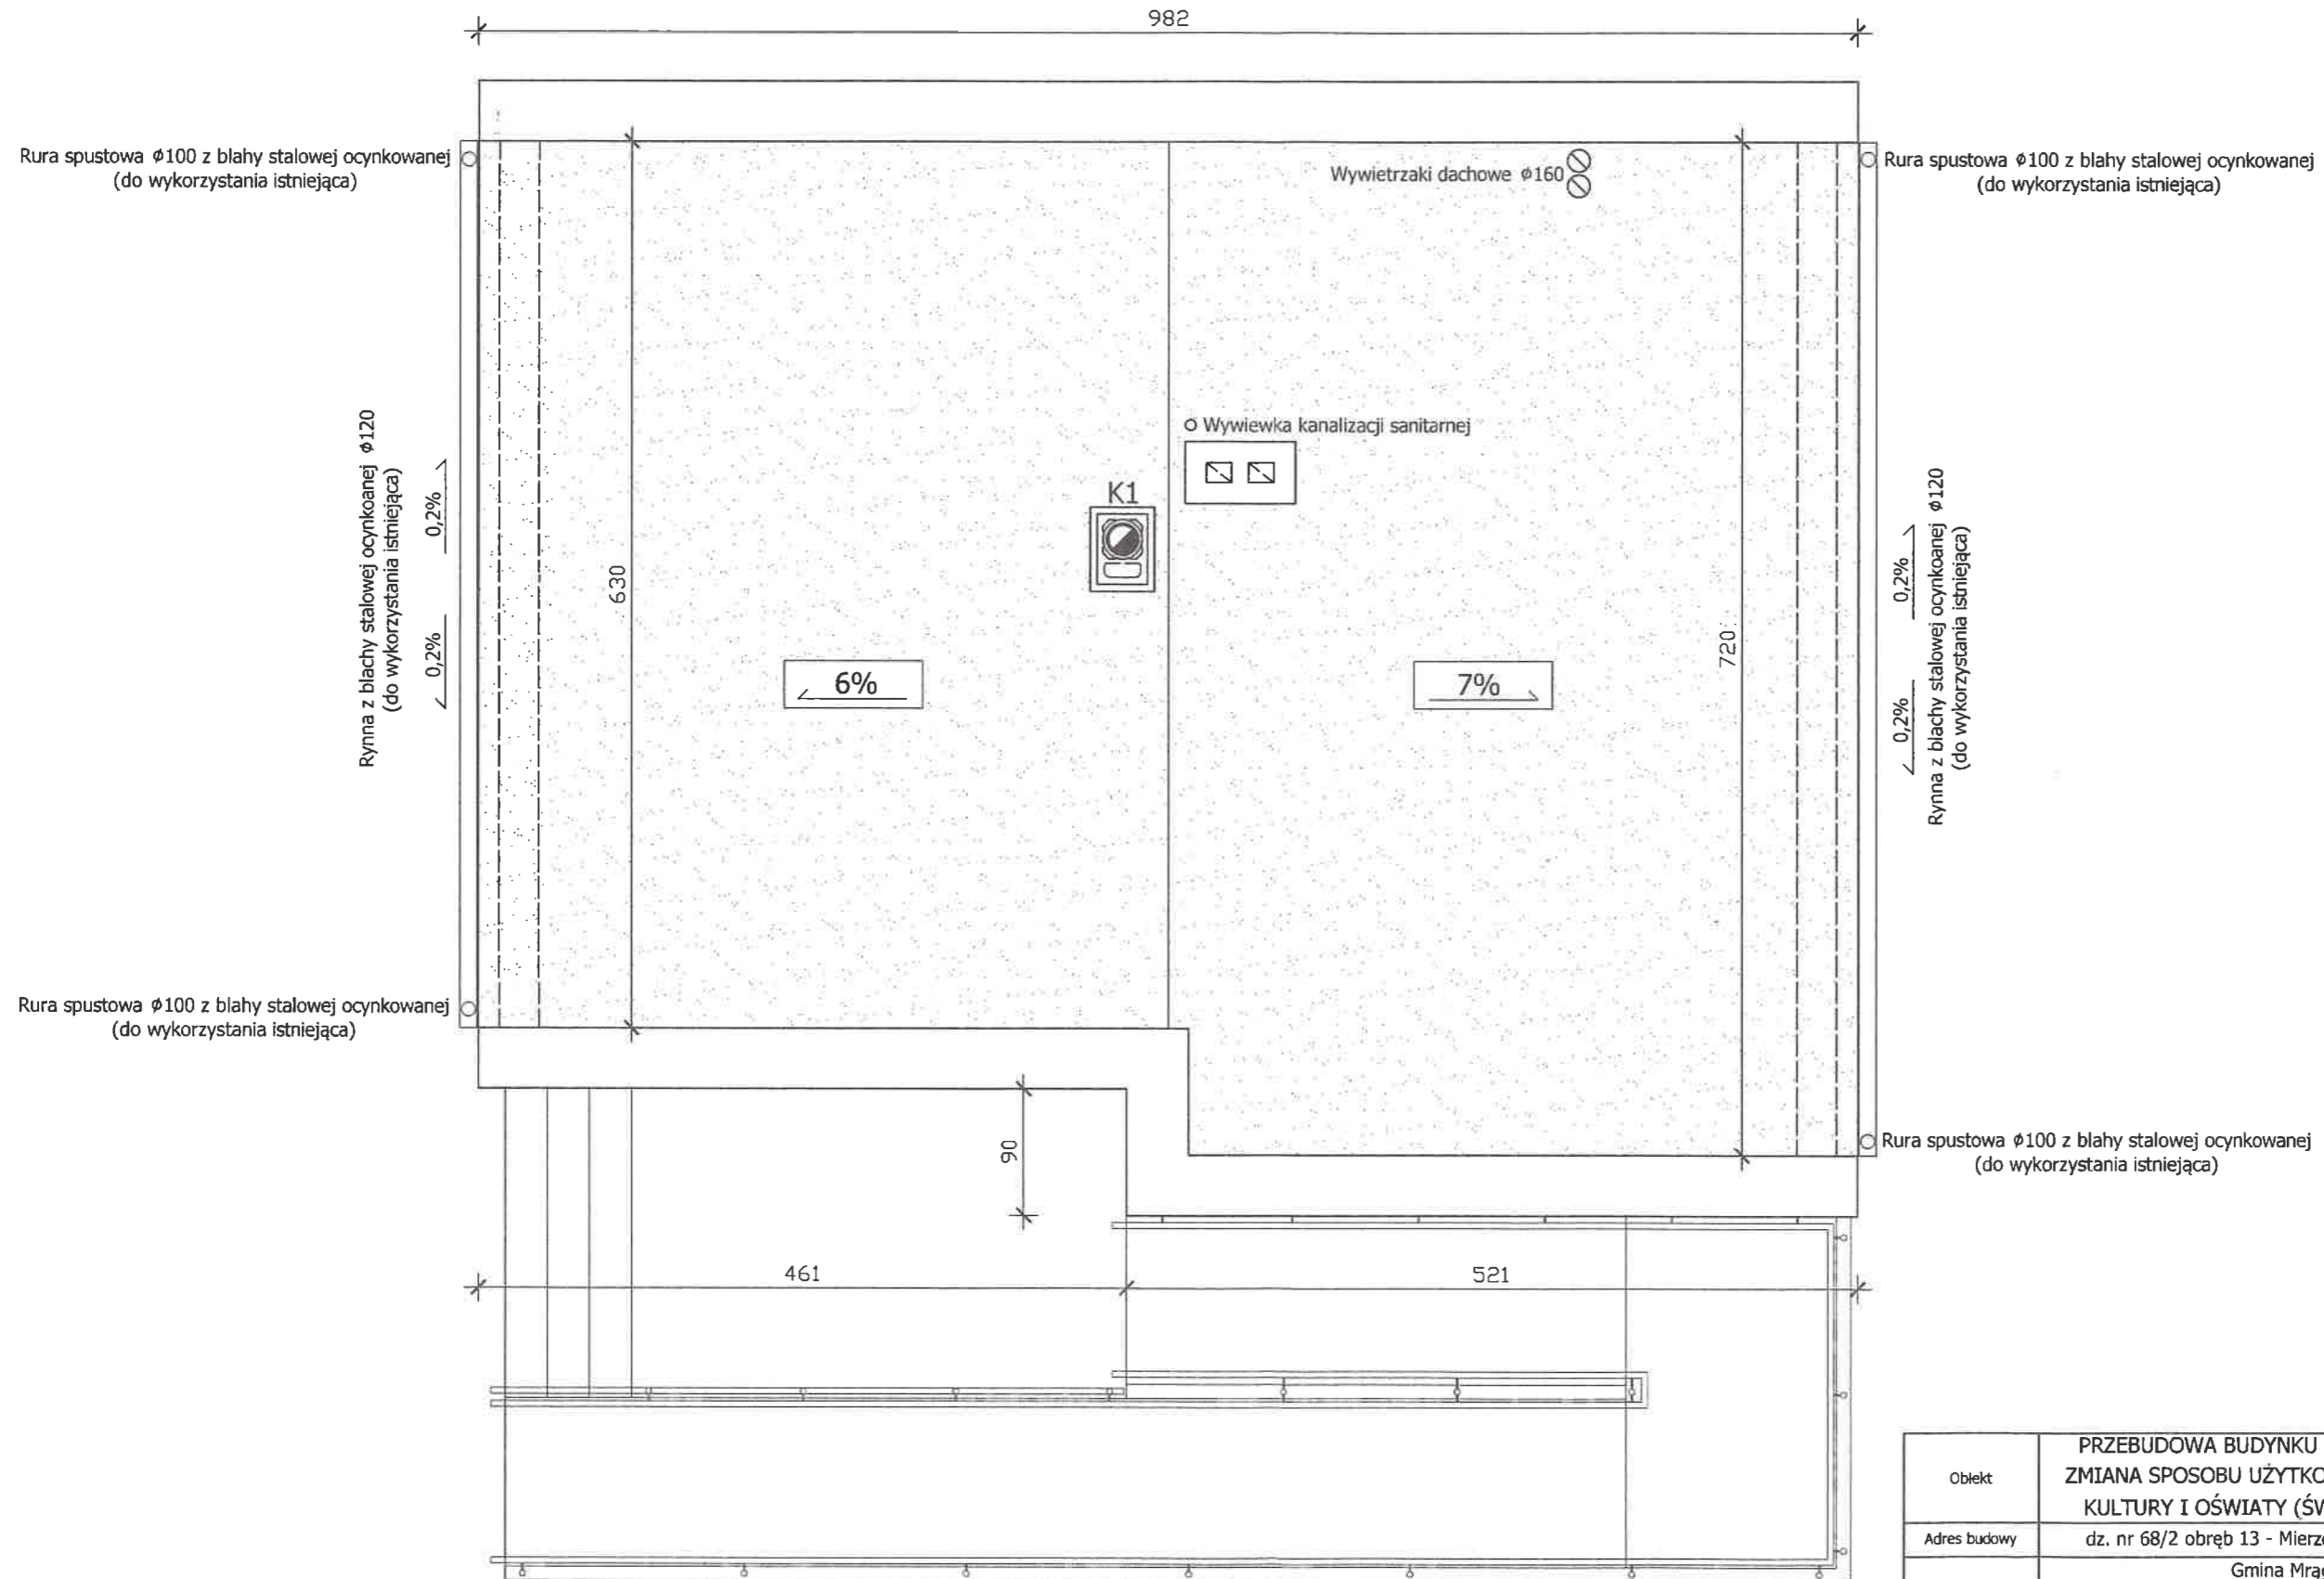 982
Rura spustowa ø100 z blahy stalowej ocynkowanej
(do wykorzystania istniejąca)
Wywietrzaki dachowe ø160
Rura spustowa ø100 z blahy stalowej ocynkowanej
(do wykorzystania istniejąca)
Rynna z blachy stalowej ocynkoanej ø120
(do wykorzystania istniejąca)
0,2%
0,2%
630
Wywiewka kanalizacji sanitarnej
K1
6%
7%
720
0,2%
0,2%
Rynna z blachy stalowej ocynkoanej ø120
(do wykorzystania istniejąca)
Rura spustowa ø100 z blahy stalowej ocynkowanej
(do wykorzystania istniejąca)
90
Rura spustowa ø100 z blahy stalowej ocynkowanej
(do wykorzystania istniejąca)
461
521
Obiekt
PRZEBUDOWA BUDYNKU
ZMIANA SPOSOBU
KULTURY I OŚWIATY
Adres budowy
dz. nr 68/2 obręb 13 -
Gmina